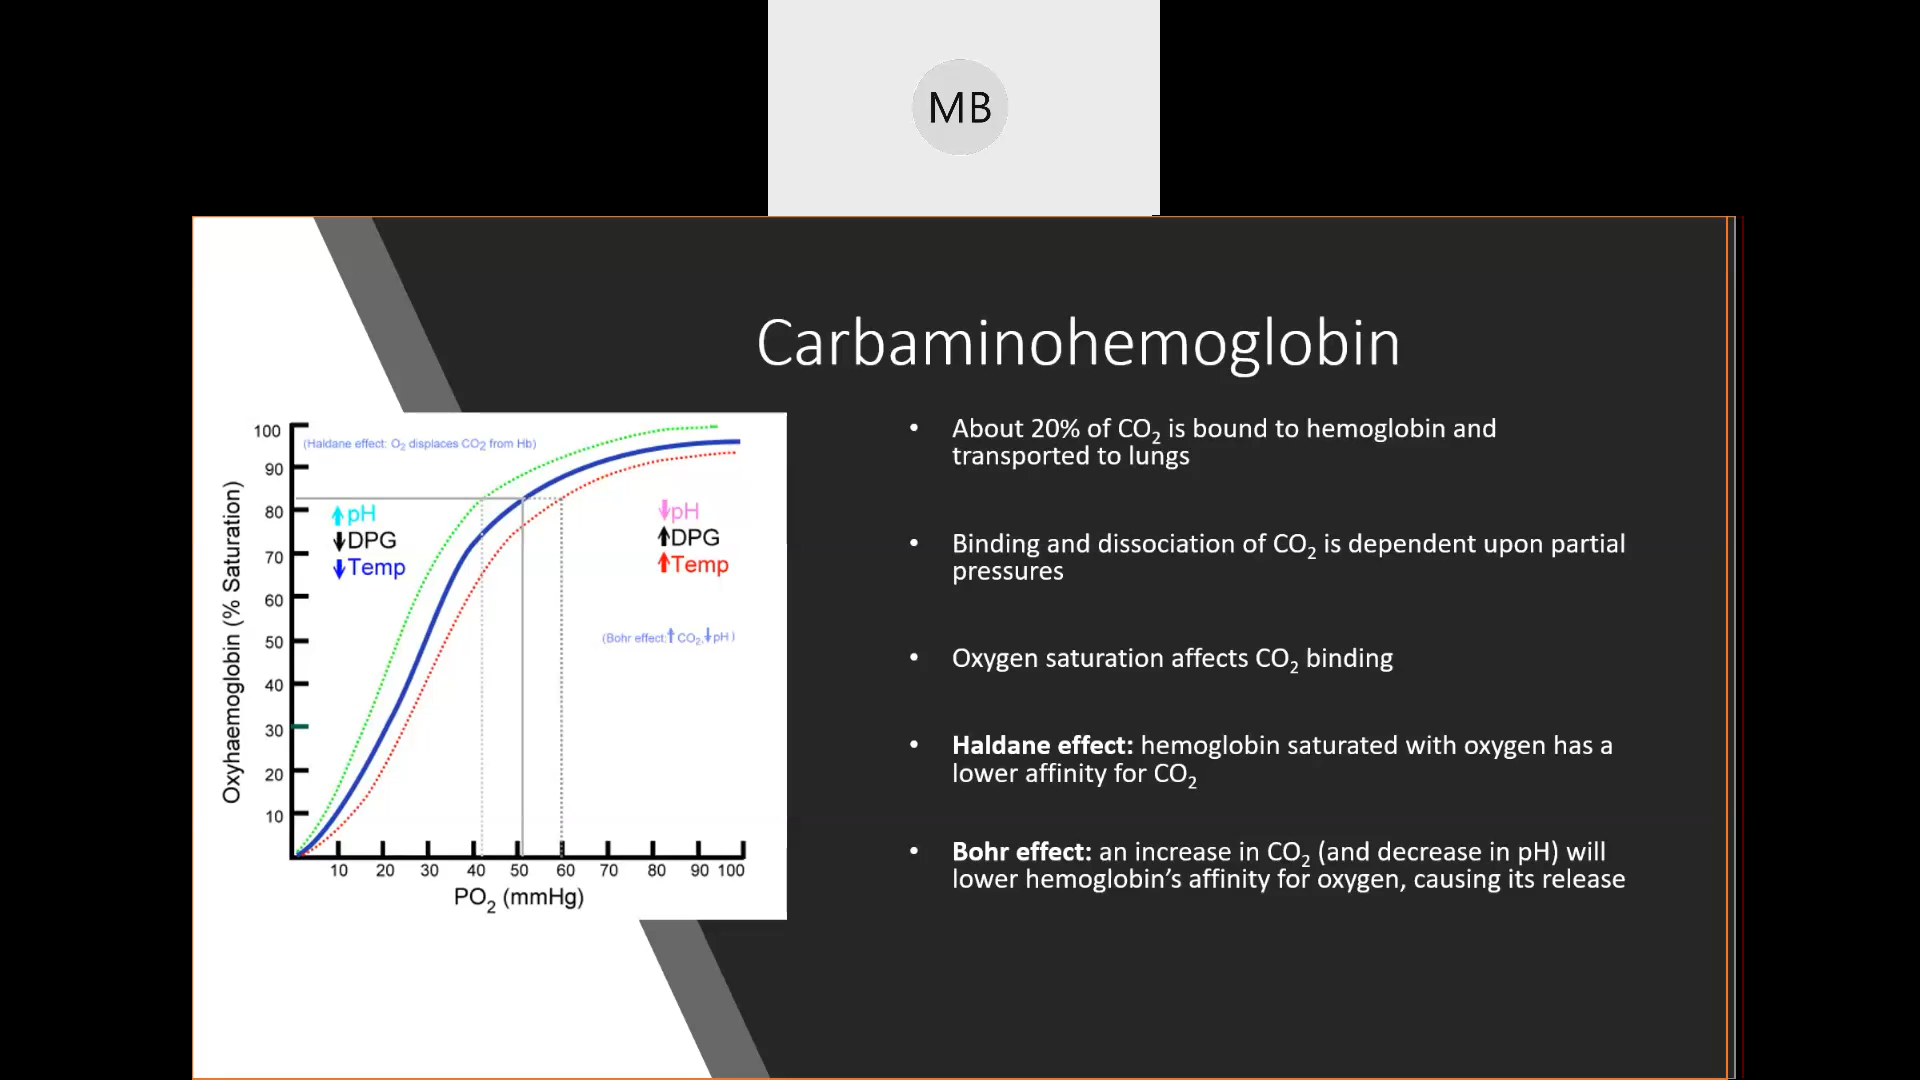 MB
Carbaminohemoglobin
• About 20% of CO₂ is bound to hemoglobin and
transported to lungs
• Binding and dissociation of CO₂ is dependent upon partial
pressures
• Oxygen saturation affects CO₂ binding
• Haldane effect: hemoglobin saturated with oxygen has a
lower affinity for CO₂
• Bohr effect: an increase in CO₂ (and decrease in pH) will
lower hemoglobin’s affinity for oxygen, causing its release
Oxyhaemoglobin (% Saturation)
100
90
80
70
60
50
40
30
20
10
(Haldane effect: O₂ displaces CO₂ from Hb)
↑pH
↓DPG
↓Temp
↓pH
↑DPG
↑Temp
(Bohr effect:↑ CO₂,↓pH )
10 20 30 40 50 60 70 80 90 100
PO₂ (mmHg)